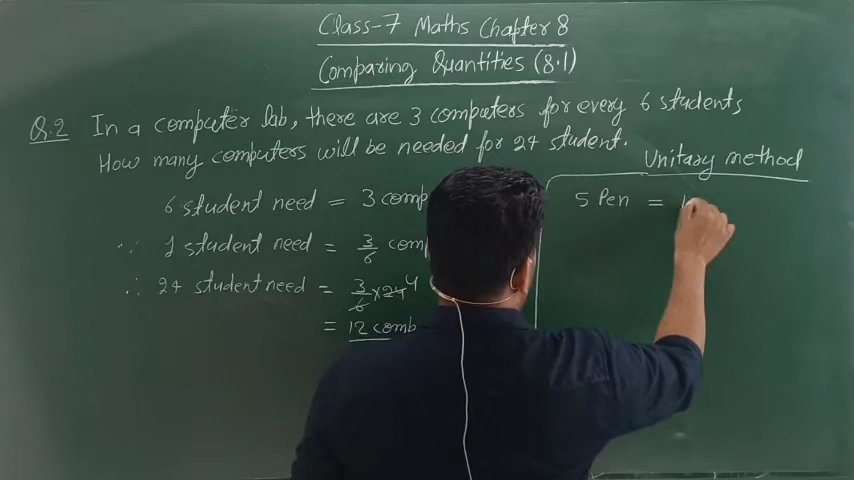 Class-7 Maths Chapter 8
Comparing Quantities (8.1)
Q.2 In a computer lab, there are 3 computers for every 6 students
How many computers will be needed for 24 student.
Unitary method
6 student need = 3 comp
∵ 1 student need = 3/6 com
∴ 24 student need = 3/6 × 24 4
= 12 comb
5 Pen =